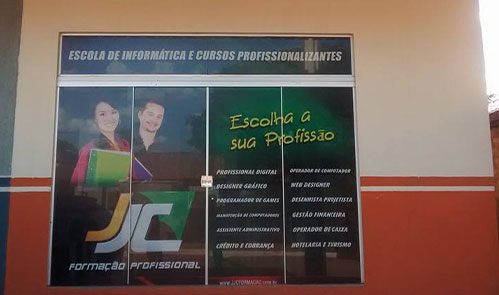 ESCOLA DE INFORMÁTICA E CURSOS PROFISSIONALIZANTES
Escolha a
sua Profissão
PROFISSIONAL DIGITAL
DESIGNER GRÁFICO
PROGRAMADOR DE GAMES
MANUTENÇÃO DE COMPUTADORES
ASSISTENTE ADMINISTRATIVO
CRÉDITO E COBRANÇA
OPERADOR DE COMPUTADOR
WEB DESIGNER
DESENHISTA PROJETISTA
GESTÃO FINANCEIRA
OPERADOR DE CAIXA
HOTELARIA E TURISMO
JC
FORMAÇÃO PROFISSIONAL